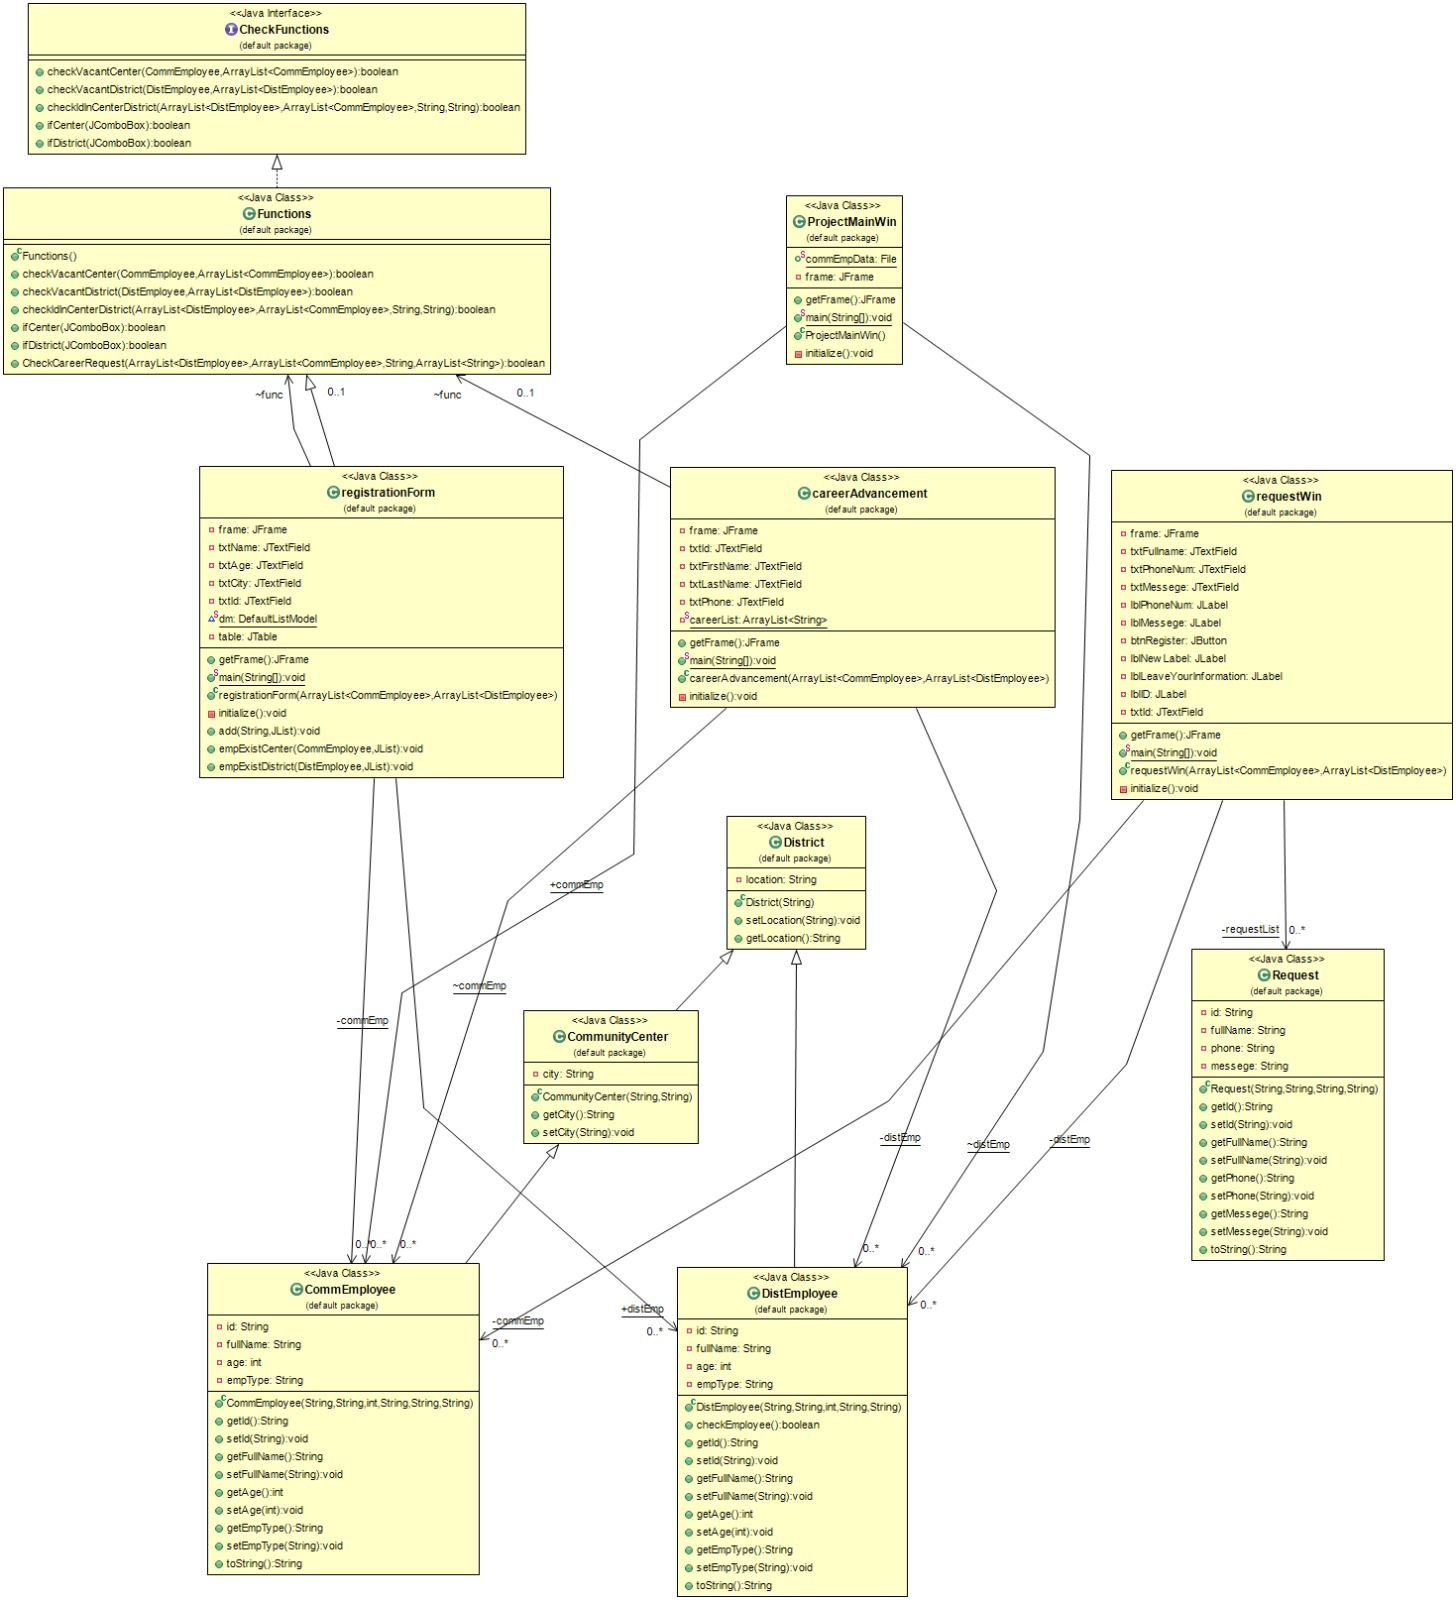 <<Java Interface>>
CheckFunctions
(default package)
checkVacantCenter(CommEmployee,ArrayList<CommEmployee>):boolean
checkVacantDistrict(DistEmployee,ArrayList<DistEmployee>):boolean
checkIdInCenterDistrict(ArrayList<DistEmployee>,ArrayList<CommEmployee>,String,String):boolean
ifCenter(JComboBox):boolean
ifDistrict(JComboBox):boolean
<<Java Class>>
Functions
(default package)
Functions()
checkVacantCenter(CommEmployee,ArrayList<CommEmployee>):boolean
checkVacantDistrict(DistEmployee,ArrayList<DistEmployee>):boolean
checkIdInCenterDistrict(ArrayList<DistEmployee>,ArrayList<CommEmployee>,String,String):boolean
ifCenter(JComboBox):boolean
ifDistrict(JComboBox):boolean
CheckCareerRequest(ArrayList<DistEmployee>,ArrayList<CommEmployee>,String,ArrayList<String>):boolean
<<Java Class>>
ProjectMainWin
(default package)
commEmpData: File
frame: JFrame
getFrame():JFrame
main(String[]):void
ProjectMainWin()
initialize():void
~func
0..1
~func
0..1
<<Java Class>>
registrationForm
(default package)
frame: JFrame
txtName: JTextField
txtAge: JTextField
txtCity: JTextField
txtId: JTextField
dm: DefaultListModel
table: JTable
getFrame():JFrame
main(String[]):void
registrationForm(ArrayList<CommEmployee>,ArrayList<DistEmployee>)
initialize():void
add(String,JList):void
empExistCenter(CommEmployee,JList):void
empExistDistrict(DistEmployee,JList):void
<<Java Class>>
careerAdvancement
(default package)
frame: JFrame
txtId: JTextField
txtFirstName: JTextField
txtLastName: JTextField
txtPhone: JTextField
careerList: ArrayList<String>
getFrame():JFrame
main(String[]):void
careerAdvancement(ArrayList<CommEmployee>,ArrayList<DistEmployee>)
initialize():void
<<Java Class>>
requestWin
(default package)
frame: JFrame
txtFullname: JTextField
txtPhoneNum: JTextField
txtMessege: JTextField
lblPhoneNum: JLabel
lblMessege: JLabel
btnRegister: JButton
lblNewLabel: JLabel
lblLeaveYourInformation: JLabel
lblID: JLabel
txtId: JTextField
getFrame():JFrame
main(String[]):void
requestWin(ArrayList<CommEmployee>,ArrayList<DistEmployee>)
initialize():void
<<Java Class>>
District
(default package)
location: String
District(String)
setLocation(String):void
getLocation():String
+commEmp
~commEmp
-commEmp
-requestList
0..*
<<Java Class>>
Request
(default package)
id: String
fullName: String
phone: String
messege: String
Request(String,String,String,String)
getId():String
setId(String):void
getFullName():String
setFullName(String):void
getPhone():String
setPhone(String):void
getMessege():String
setMessege(String):void
toString():String
<<Java Class>>
CommunityCenter
(default package)
city: String
CommunityCenter(String,String)
getCity():String
setCity(String):void
-distEmp
~distEmp
-distEmp
0..*
0..*
0..*
0..*
0..*
0..*
+distEmp
0..*
-commEmp
0..*
<<Java Class>>
CommEmployee
(default package)
id: String
fullName: String
age: int
empType: String
CommEmployee(String,String,int,String,String,String)
getId():String
setId(String):void
getFullName():String
setFullName(String):void
getAge():int
setAge(int):void
getEmpType():String
setEmpType(String):void
toString():String
<<Java Class>>
DistEmployee
(default package)
id: String
fullName: String
age: int
empType: String
DistEmployee(String,String,int,String,String)
checkEmployee():boolean
getId():String
setId(String):void
getFullName():String
setFullName(String):void
getAge():int
setAge(int):void
getEmpType():String
setEmpType(String):void
toString():String